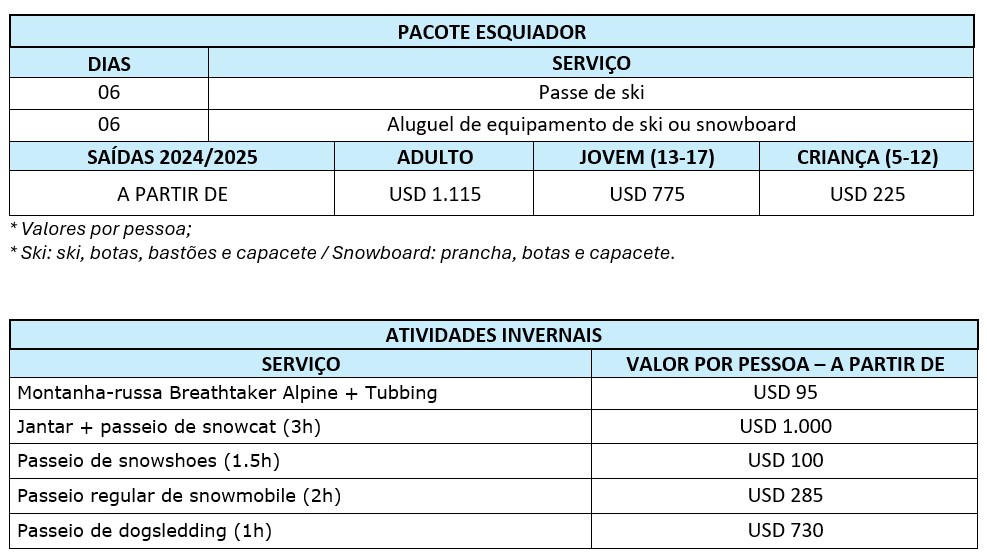 PACOTE ESQUIADOR
DIAS SERVIÇO
06 Passe de ski
06 Aluguel de equipamento de ski ou snowboard
SAÍDAS 2024/2025 ADULTO JOVEM (13-17) CRIANÇA (5-12)
A PARTIR DE USD 1.115 USD 775 USD 225
* Valores por pessoa;
* Ski: ski, botas, bastões e capacete / Snowboard: prancha, botas e capacete.
ATIVIDADES INVERNAIS
SERVIÇO VALOR POR PESSOA – A PARTIR DE
Montanha-russa Breathtaker Alpine + Tubbing USD 95
Jantar + passeio de snowcat (3h) USD 1.000
Passeio de snowshoes (1.5h) USD 100
Passeio regular de snowmobile (2h) USD 285
Passeio de dogsledding (1h) USD 730